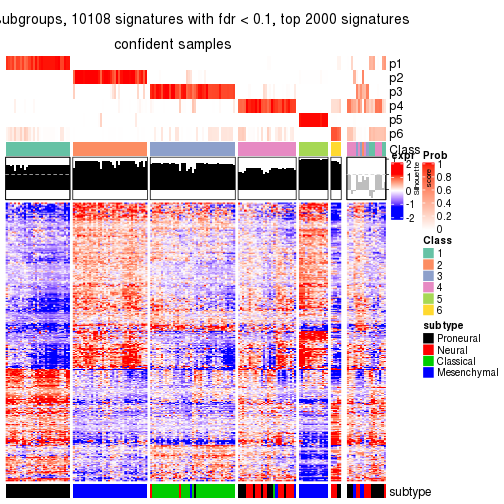 subgroups, 10108 signatures with fdr < 0.1, top 2000 signatures
confident samples
p1
p2
p3
p4
p5
p6
Class
expr
2
1
0
-1
-2
Silhouette
score
Prob
1
0.8
0.6
0.4
0.2
0
Class
1
2
3
4
5
6
subtype
Proneural
Neural
Classical
Mesenchymal
subtype